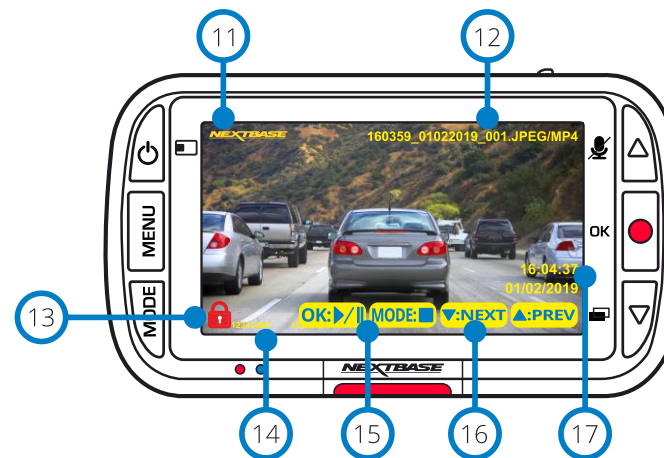 11
12
NEXTBASE
160359_01022019_001.JPEG/MP4
MENU
OK
16:04:37
01/02/2019
13
MODE
OK:▶/II
MODE:■
▼:NEXT
▲:PREV
NEXTBASE
14
15
16
17